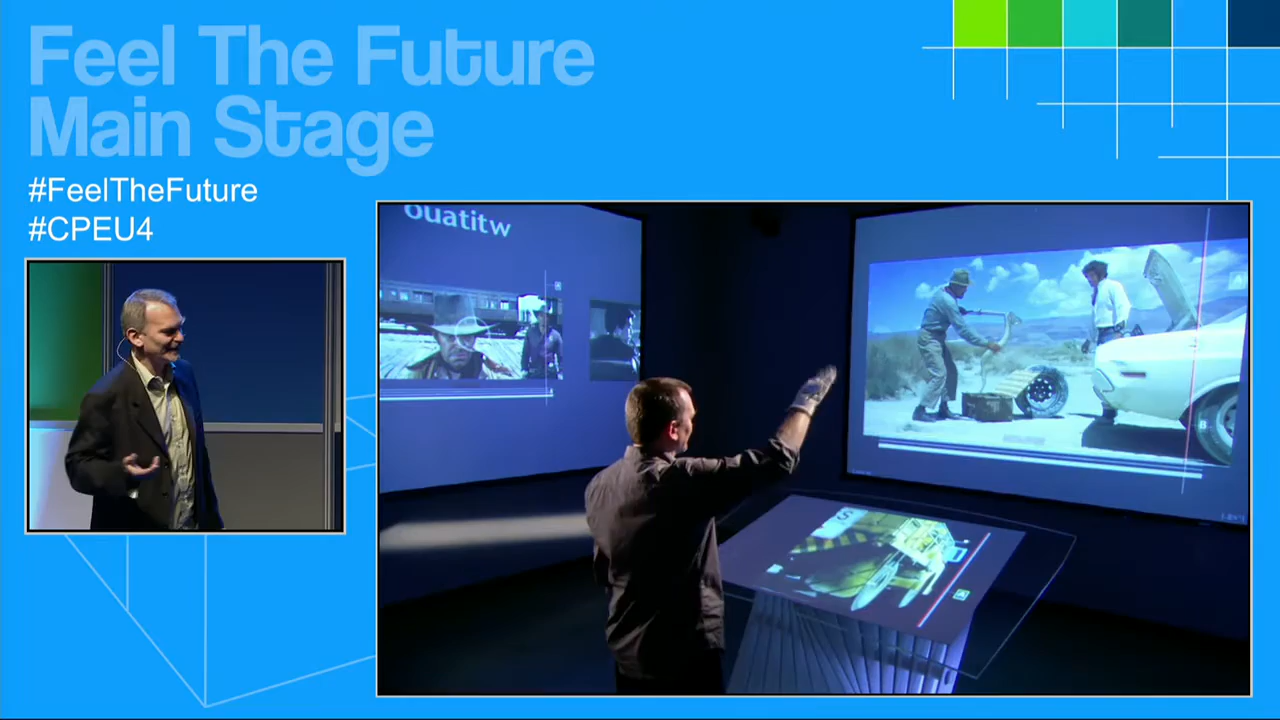 Feel The Future
Main Stage
#FeelTheFuture
#CPEU4
ouatitw
S